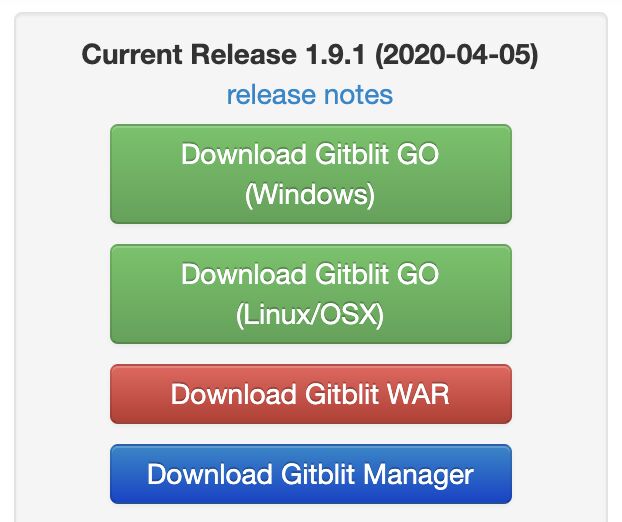 Current Release 1.9.1 (2020-04-05)
release notes
Download Gitblit GO
(Windows)
Download Gitblit GO
(Linux/OSX)
Download Gitblit WAR
Download Gitblit Manager